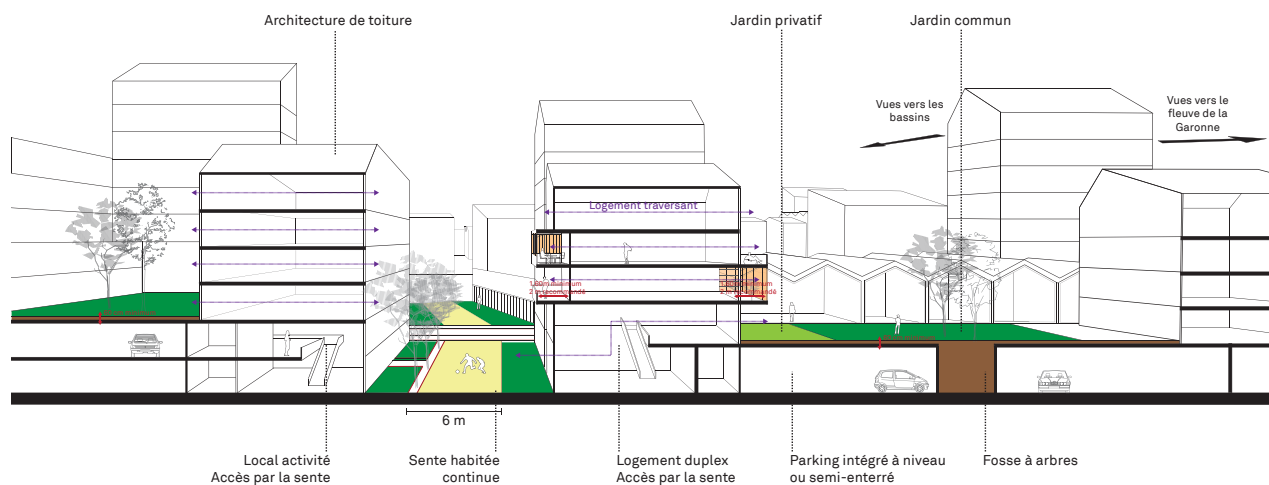 Architecture de toiture
Jardin privatif
Jardin commun
Vues vers les
bassins
Vues vers le
fleuve de la
Garonne
Logement traversant
2 m recommandé
6 m
Local activité
Accès par la sente
Sente habitée
continue
Logement duplex
Accès par la sente
Parking intégré à niveau
ou semi-enterré
Fosse à arbres